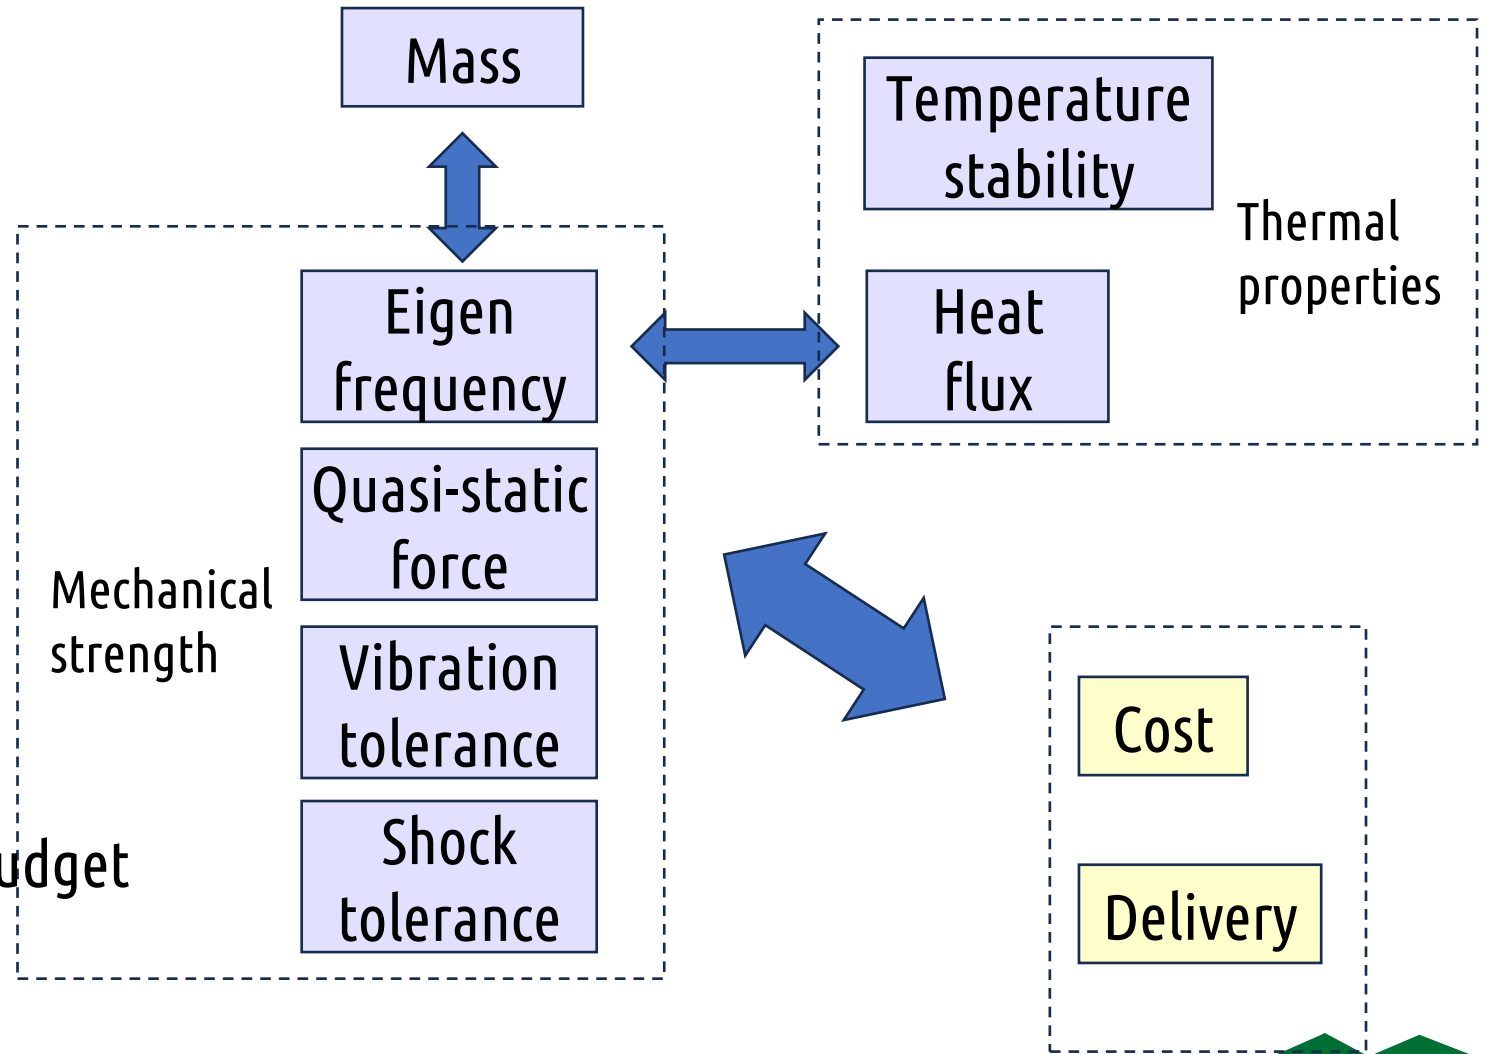 Mass
Temperature
stability
Thermal
properties
Eigen
frequency
Heat
flux
Quasi-static
force
Mechanical
strength
Vibration
tolerance
Cost
Shock
tolerance
udget
Delivery